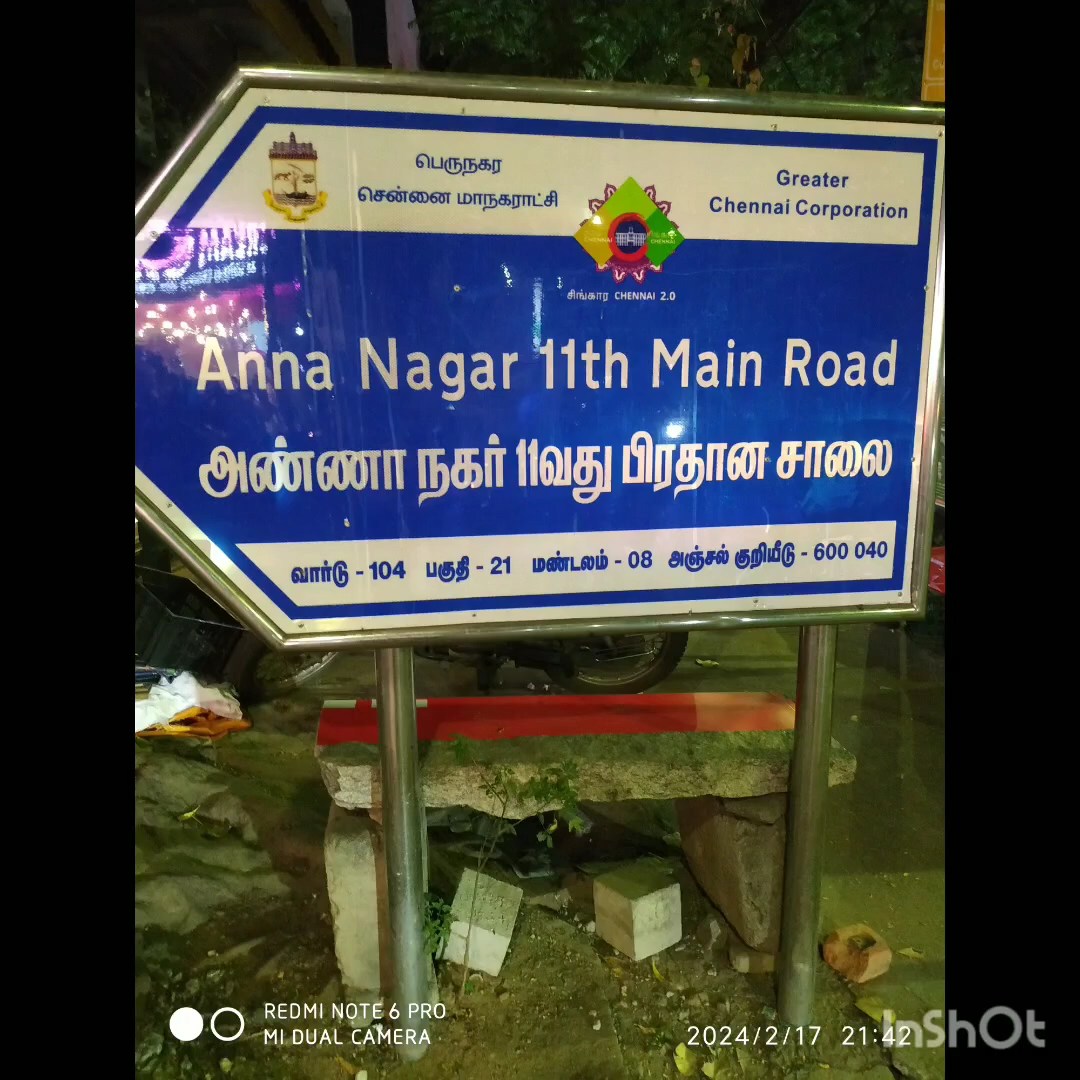 பெருநகர
சென்னை மாநகராட்சி
Greater
Chennai Corporation
CHENNAI
CHENNAI
சிங்கார CHENNAI 2.0
Anna Nagar 11th Main Road
அண்ணா நகர் 11வது பிரதான சாலை
வார்டு - 104 பகுதி - 21 மண்டலம் - 08 அஞ்சல் குறியீடு - 600 040
REDMI NOTE 6 PRO
MI DUAL CAMERA
2024/2/17 21:42
InShOt